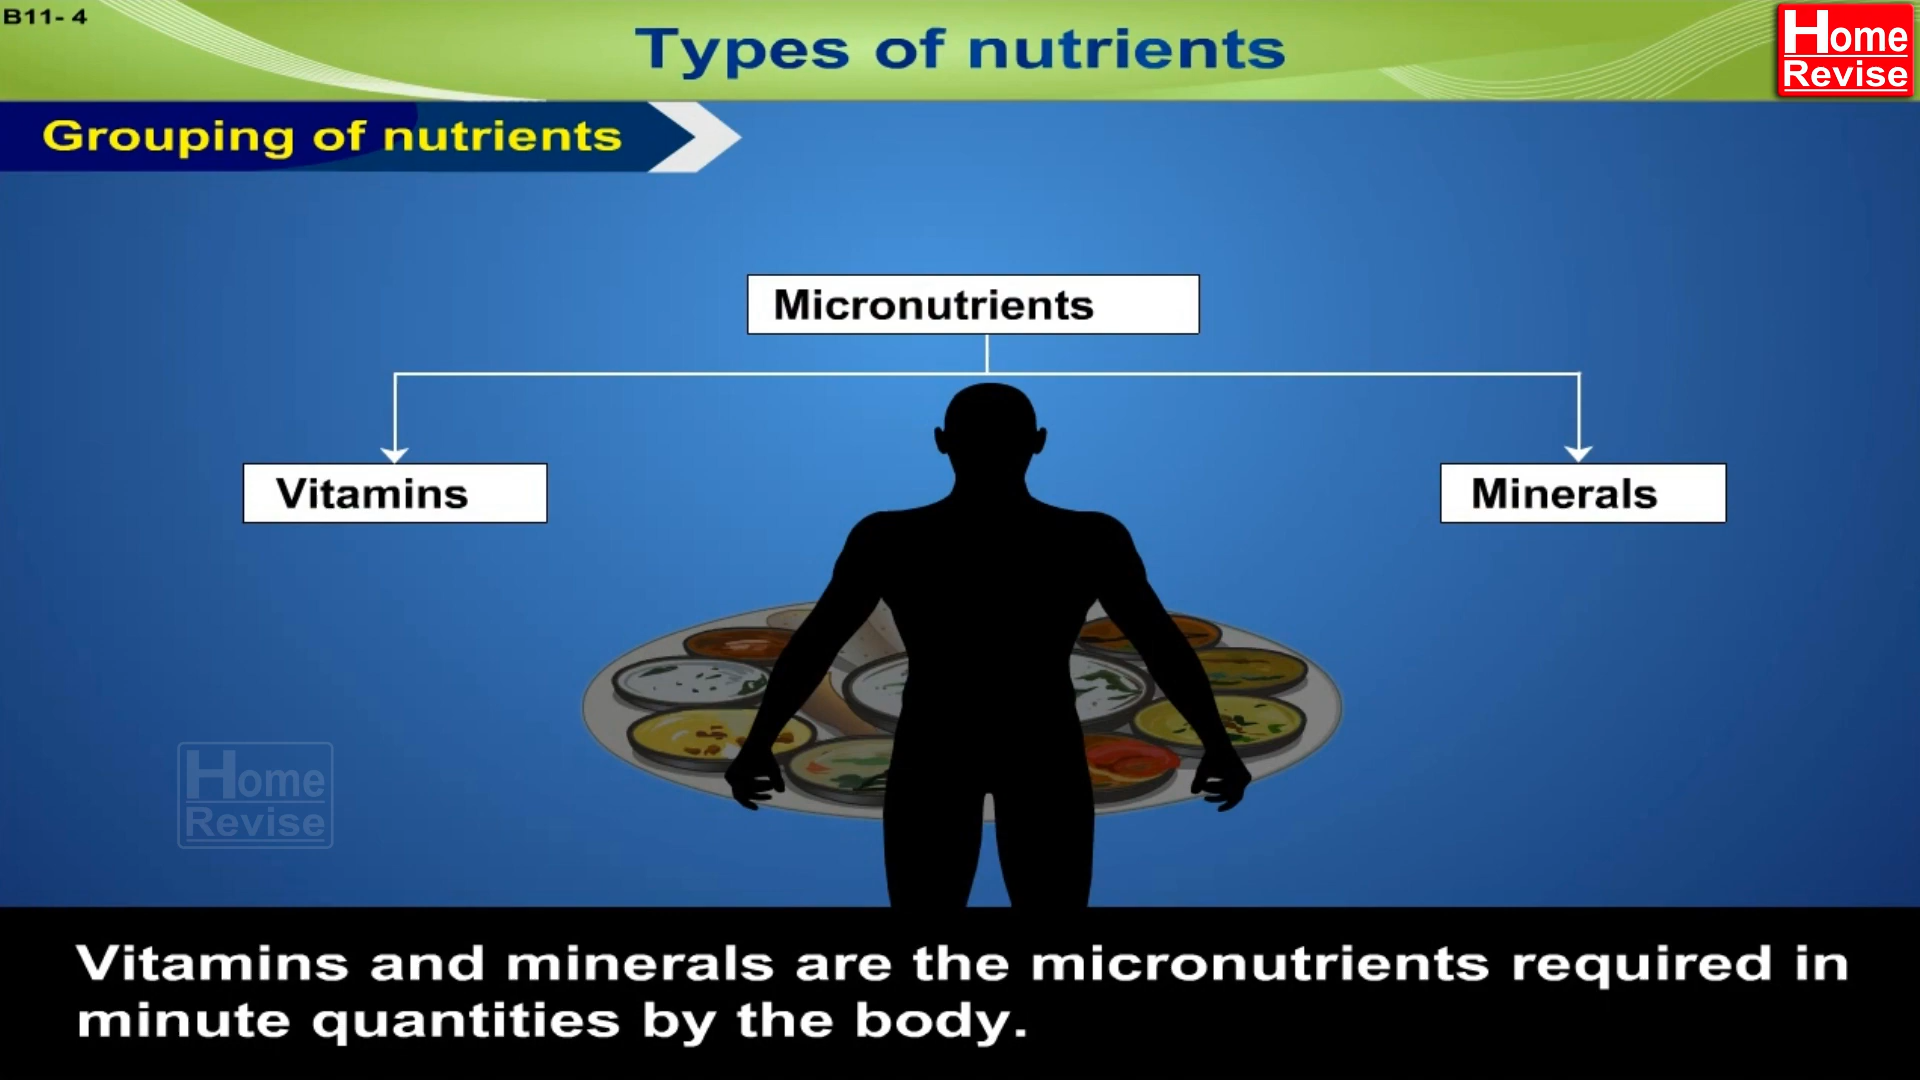 B11- 4
Types of nutrients
Home
Revise
Grouping of nutrients
Micronutrients
Vitamins
Minerals
Home
Revise
Vitamins and minerals are the micronutrients required in
minute quantities by the body.